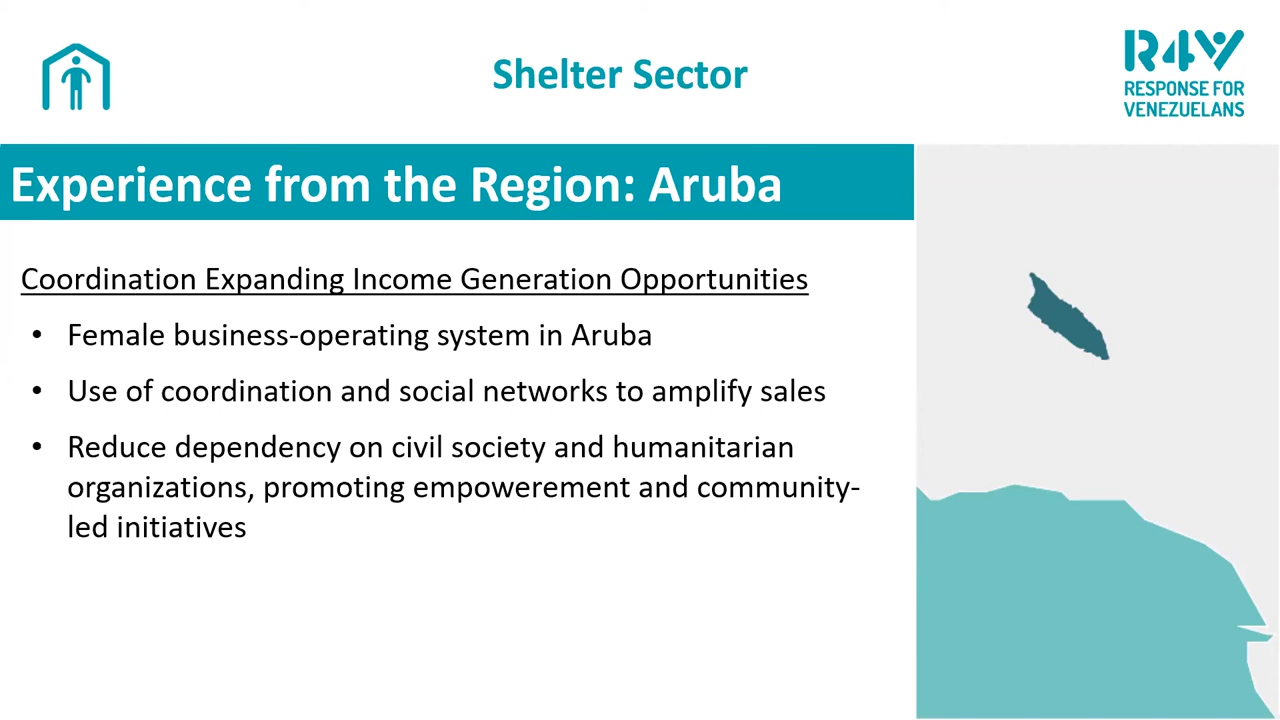 Shelter Sector
R4V
RESPONSE FOR
VENEZUELANS
Experience from the Region: Aruba
Coordination Expanding Income Generation Opportunities
• Female business-operating system in Aruba
• Use of coordination and social networks to amplify sales
• Reduce dependency on civil society and humanitarian
organizations, promoting empowerement and community-
led initiatives